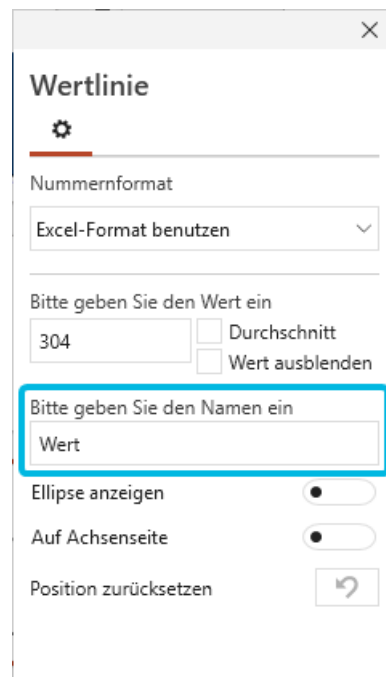 Wertlinie
Nummernformat
Excel-Format benutzen
Bitte geben Sie den Wert ein
304
Durchschnitt
Wert ausblenden
Bitte geben Sie den Namen ein
Wert
Ellipse anzeigen
Auf Achsenseite
Position zurücksetzen